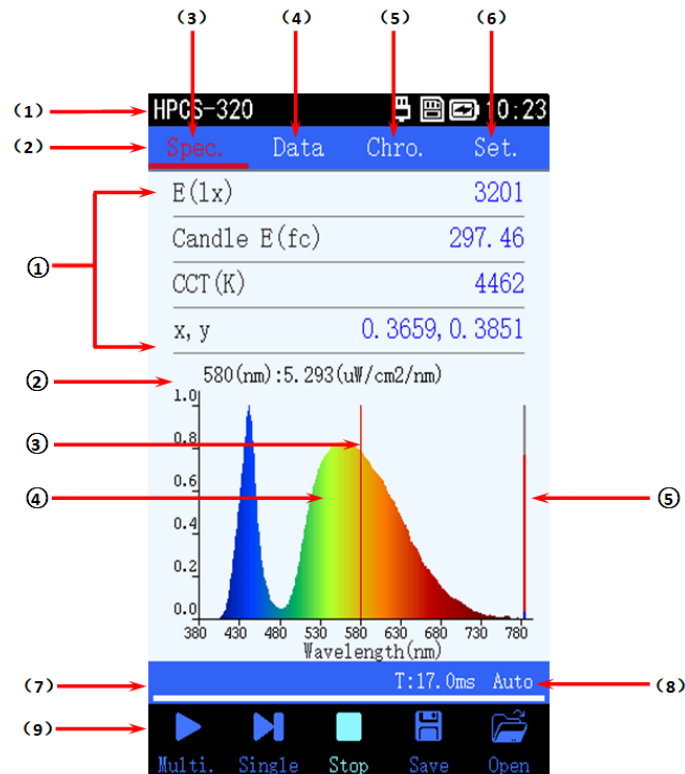 (3) (4) (5) (6)
(1) HPCS-320 10:23
(2) Spec. Data Chro. Set.
E(lx) 3201
Candle E(fc) 297.46
① CCT(K) 4462
x,y 0.3659,0.3851
② 580(nm):5.293(uW/cm2/nm)
1.0
③ 0.8
④ 0.6 ⑤
0.4
0.2
0.0
380 430 480 530 580 630 680 730 780
Wavelength(nm)
(7) T:17.0ms Auto (8)
(9)
Multi. Single Stop Save Open